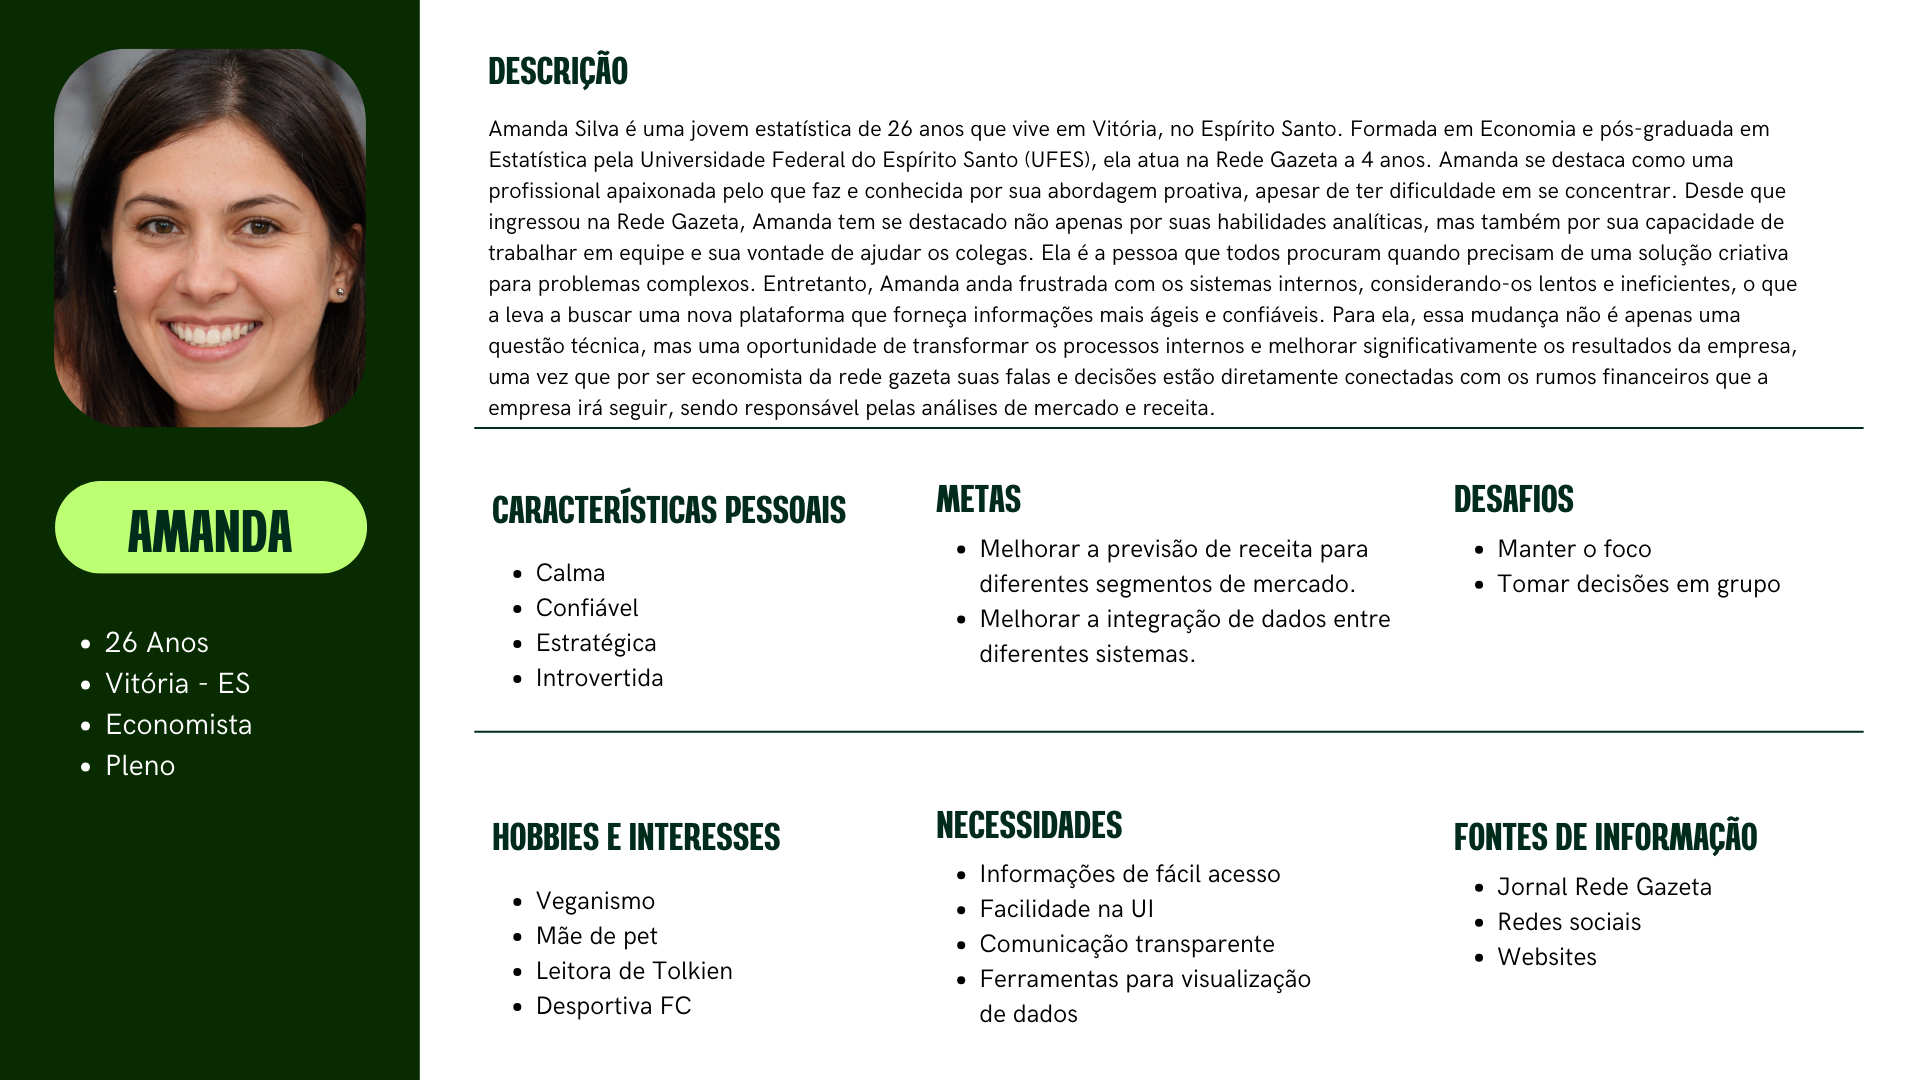 AMANDA
26 Anos
Vitória - ES
Economista
Pleno
DESCRIÇÃO
Amanda Silva é uma jovem estatística de 26 anos que vive em Vitória, no Espírito Santo. Formada em Economia e pós-graduada em
Estatística pela Universidade Federal do Espírito Santo (UFES), ela atua na Rede Gazeta a 4 anos. Amanda se destaca como uma
profissional apaixonada pelo que faz e conhecida por sua abordagem proativa, apesar de ter dificuldade em se concentrar. Desde que
ingressou na Rede Gazeta, Amanda tem se destacado não apenas por suas habilidades analíticas, mas também por sua capacidade de
trabalhar em equipe e sua vontade de ajudar os colegas. Ela é a pessoa que todos procuram quando precisam de uma solução criativa
para problemas complexos. Entretanto, Amanda anda frustrada com os sistemas internos, considerando-os lentos e ineficientes, o que
a leva a buscar uma nova plataforma que forneça informações mais ágeis e confiáveis. Para ela, essa mudança não é apenas uma
questão técnica, mas uma oportunidade de transformar os processos internos e melhorar significativamente os resultados da empresa,
uma vez que por ser economista da rede gazeta suas falas e decisões estão diretamente conectadas com os rumos financeiros que a
empresa irá seguir, sendo responsável pelas análises de mercado e receita.
CARACTERÍSTICAS PESSOAIS
Calma
Confiável
Estratégica
Introvertida
METAS
Melhorar a previsão de receita para
diferentes segmentos de mercado.
Melhorar a integração de dados entre
diferentes sistemas.
DESAFIOS
Manter o foco
Tomar decisões em grupo
HOBBIES E INTERESSES
Veganismo
Mãe de pet
Leitora de Tolkien
Desportiva FC
NECESSIDADES
Informações de fácil acesso
Facilidade na UI
Comunicação transparente
Ferramentas para visualização
de dados
FONTES DE INFORMAÇÃO
Jornal Rede Gazeta
Redes sociais
Websites